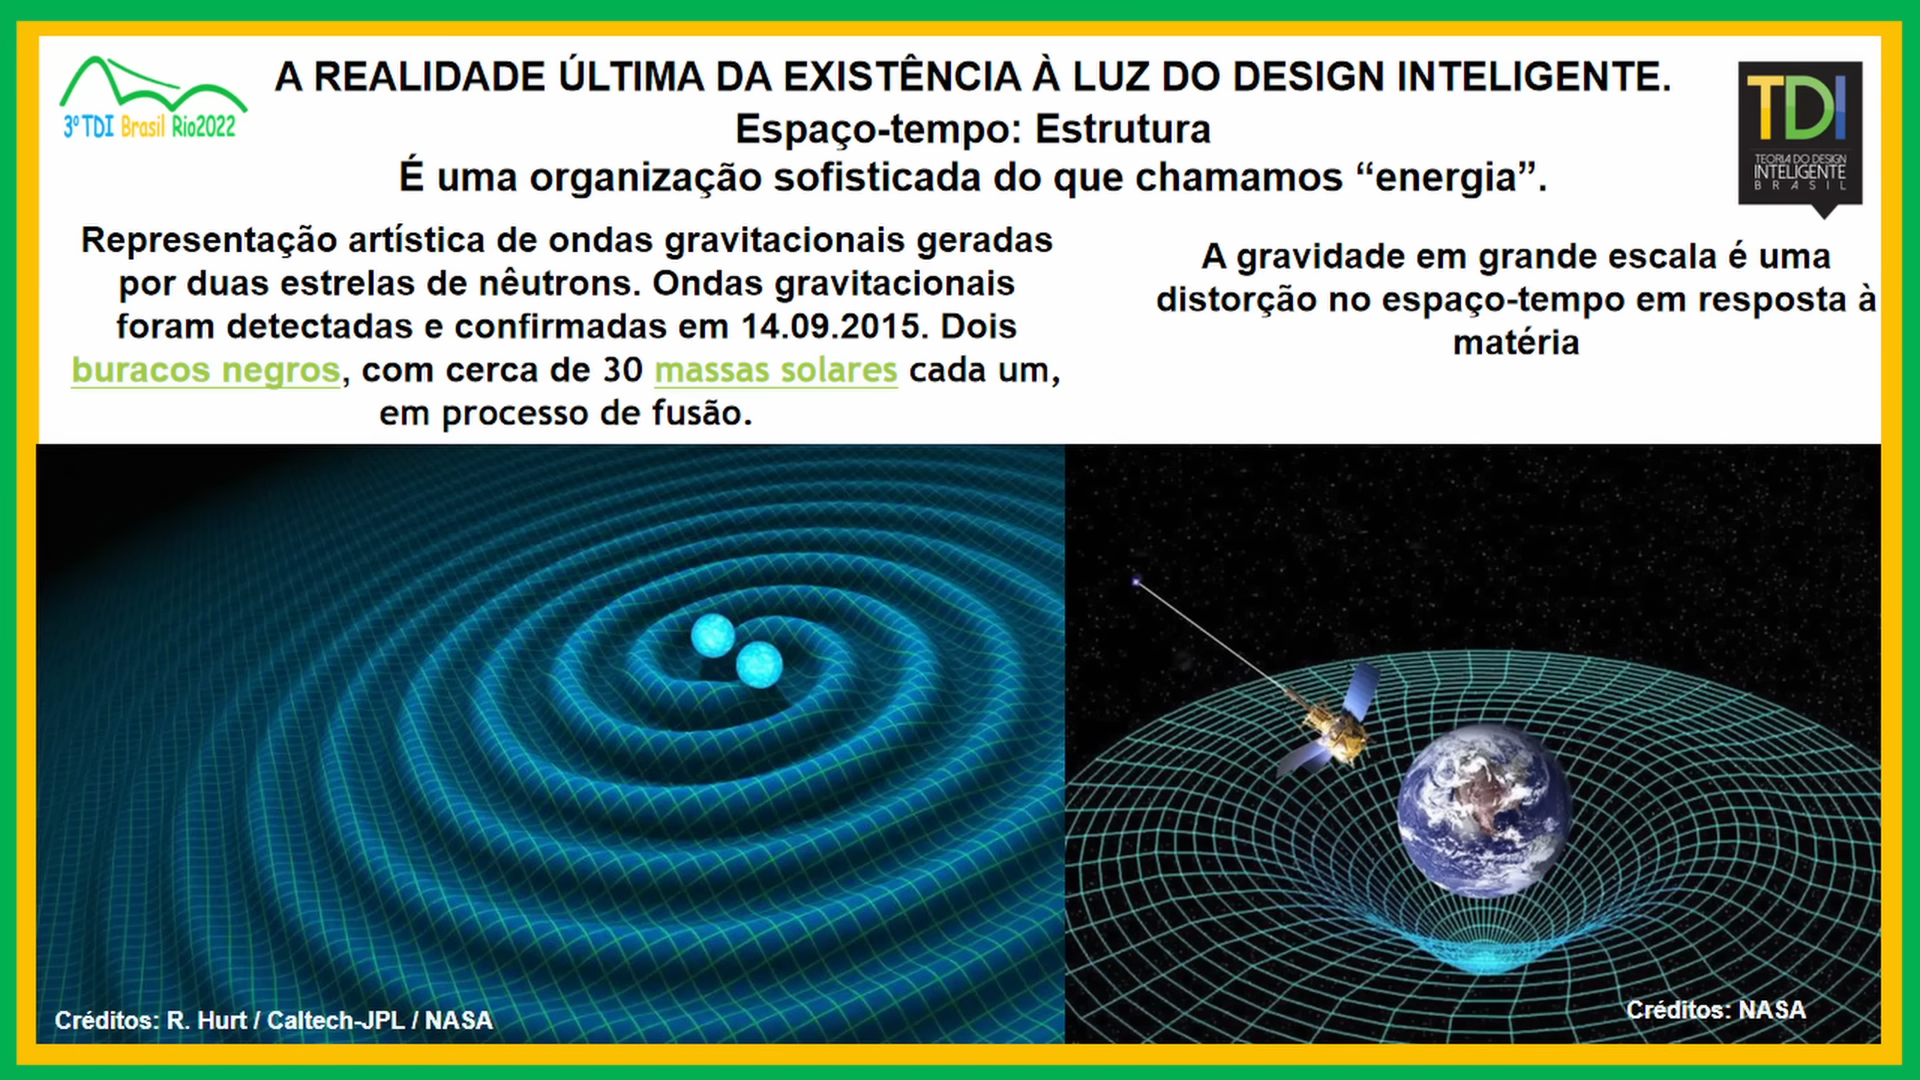 A REALIDADE ÚLTIMA DA EXISTÊNCIA À LUZ DO DESIGN INTELIGENTE.
Espaço-tempo: Estrutura
É uma organização sofisticada do que chamamos “energia”.
3º TDI Brasil Rio2022
TDI
TEORIA DO DESIGN
INTELIGENTE
BRASIL
Representação artística de ondas gravitacionais geradas
por duas estrelas de nêutrons. Ondas gravitacionais
foram detectadas e confirmadas em 14.09.2015. Dois
buracos negros, com cerca de 30 massas solares cada um,
em processo de fusão.
A gravidade em grande escala é uma
distorção no espaço-tempo em resposta à
matéria
Créditos: R. Hurt / Caltech-JPL / NASA
Créditos: NASA